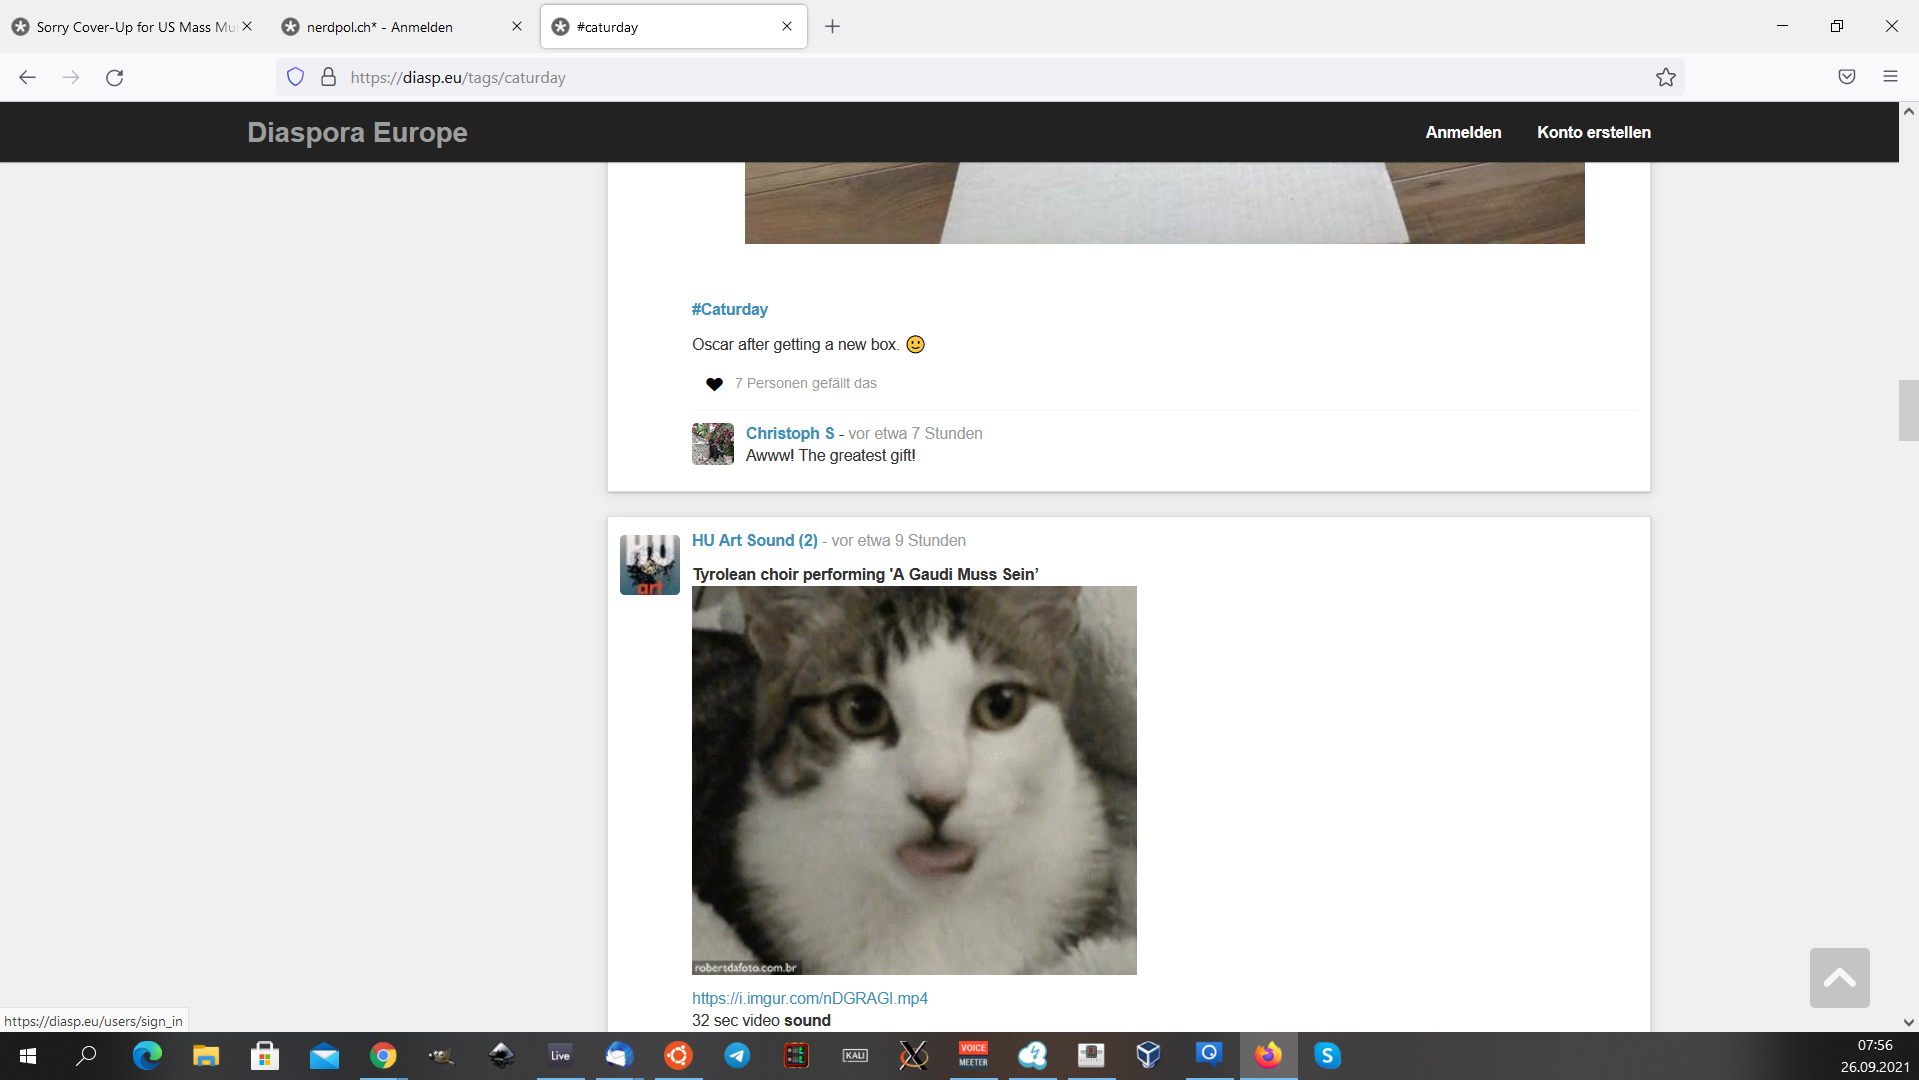 Sorry Cover-Up for US Mass Mu
nerdpol.ch* - Anmelden
#caturday
https://diasp.eu/tags/caturday
Diaspora Europe
Anmelden
Konto erstellen
#Caturday
Oscar after getting a new box.
7 Personen gefällt das
Christoph S - vor etwa 7 Stunden
Awww! The greatest gift!
HU
art
HU Art Sound (2) - vor etwa 9 Stunden
Tyrolean choir performing 'A Gaudi Muss Sein'
robertdafoto.com.br
https://i.imgur.com/nDGRAGI.mp4
32 sec video sound
https://diasp.eu/users/sign_in
Live
KALI
VOICE
MEETER
07:56
26.09.2021